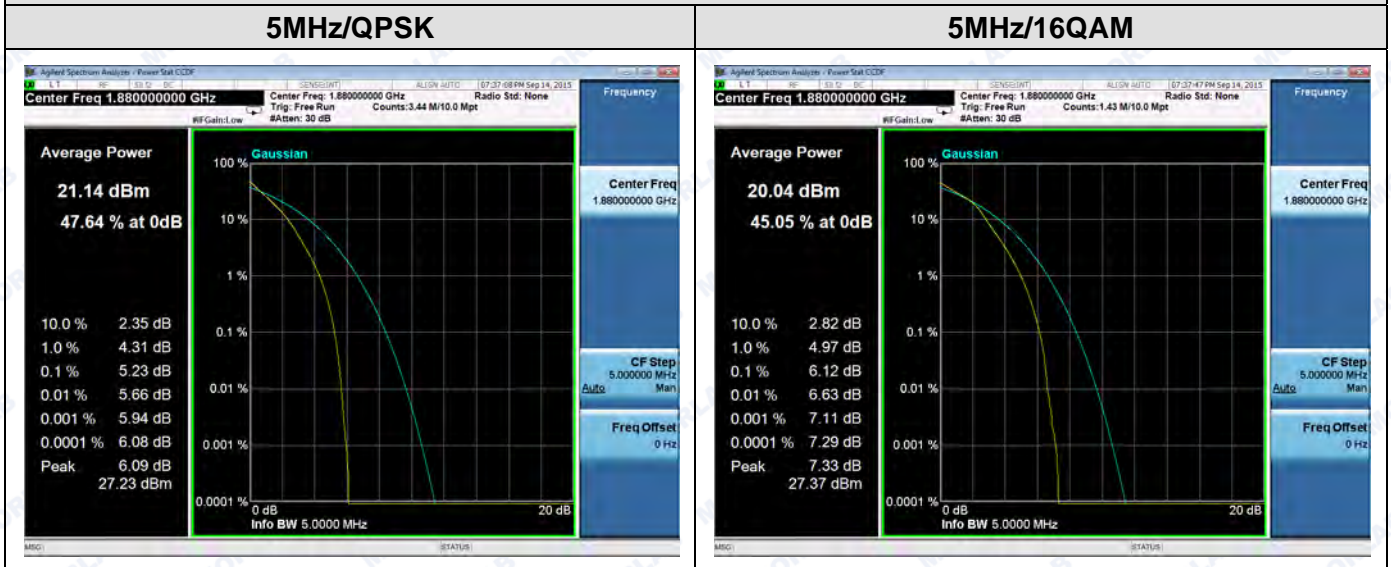 5MHz/QPSK
5MHz/16QAM
Agilent Spectrum Analyzer - Power Stat CCDF
LT RF 50 Ω DC SENSE:INT ALIGN AUTO 07:37:08 PM Sep 14, 2015
Center Freq 1.880000000 GHz
Center Freq: 1.880000000 GHz Radio Std: None
Trig: Free Run Counts:3.44 M/10.0 Mpt
#IFGain:Low #Atten: 30 dB
Frequency
Average Power
21.14 dBm
47.64 % at 0dB
10.0 % 2.35 dB
1.0 % 4.31 dB
0.1 % 5.23 dB
0.01 % 5.66 dB
0.001 % 5.94 dB
0.0001 % 6.08 dB
Peak 6.09 dB
27.23 dBm
Gaussian
100 %
10 %
1 %
0.1 %
0.01 %
0.001 %
0.0001 %
0 dB 20 dB
Info BW 5.0000 MHz
Center Freq
1.880000000 GHz
CF Step
5.000000 MHz
Auto Man
Freq Offset
0 Hz
MSG STATUS
Agilent Spectrum Analyzer - Power Stat CCDF
LT RF 50 Ω DC SENSE:INT ALIGN AUTO 07:37:47 PM Sep 14, 2015
Center Freq 1.880000000 GHz
Center Freq: 1.880000000 GHz Radio Std: None
Trig: Free Run Counts:1.43 M/10.0 Mpt
#IFGain:Low #Atten: 30 dB
Frequency
Average Power
20.04 dBm
45.05 % at 0dB
10.0 % 2.82 dB
1.0 % 4.97 dB
0.1 % 6.12 dB
0.01 % 6.63 dB
0.001 % 7.11 dB
0.0001 % 7.29 dB
Peak 7.33 dB
27.37 dBm
Gaussian
100 %
10 %
1 %
0.1 %
0.01 %
0.001 %
0.0001 %
0 dB 20 dB
Info BW 5.0000 MHz
Center Freq
1.880000000 GHz
CF Step
5.000000 MHz
Auto Man
Freq Offset
0 Hz
MSG STATUS